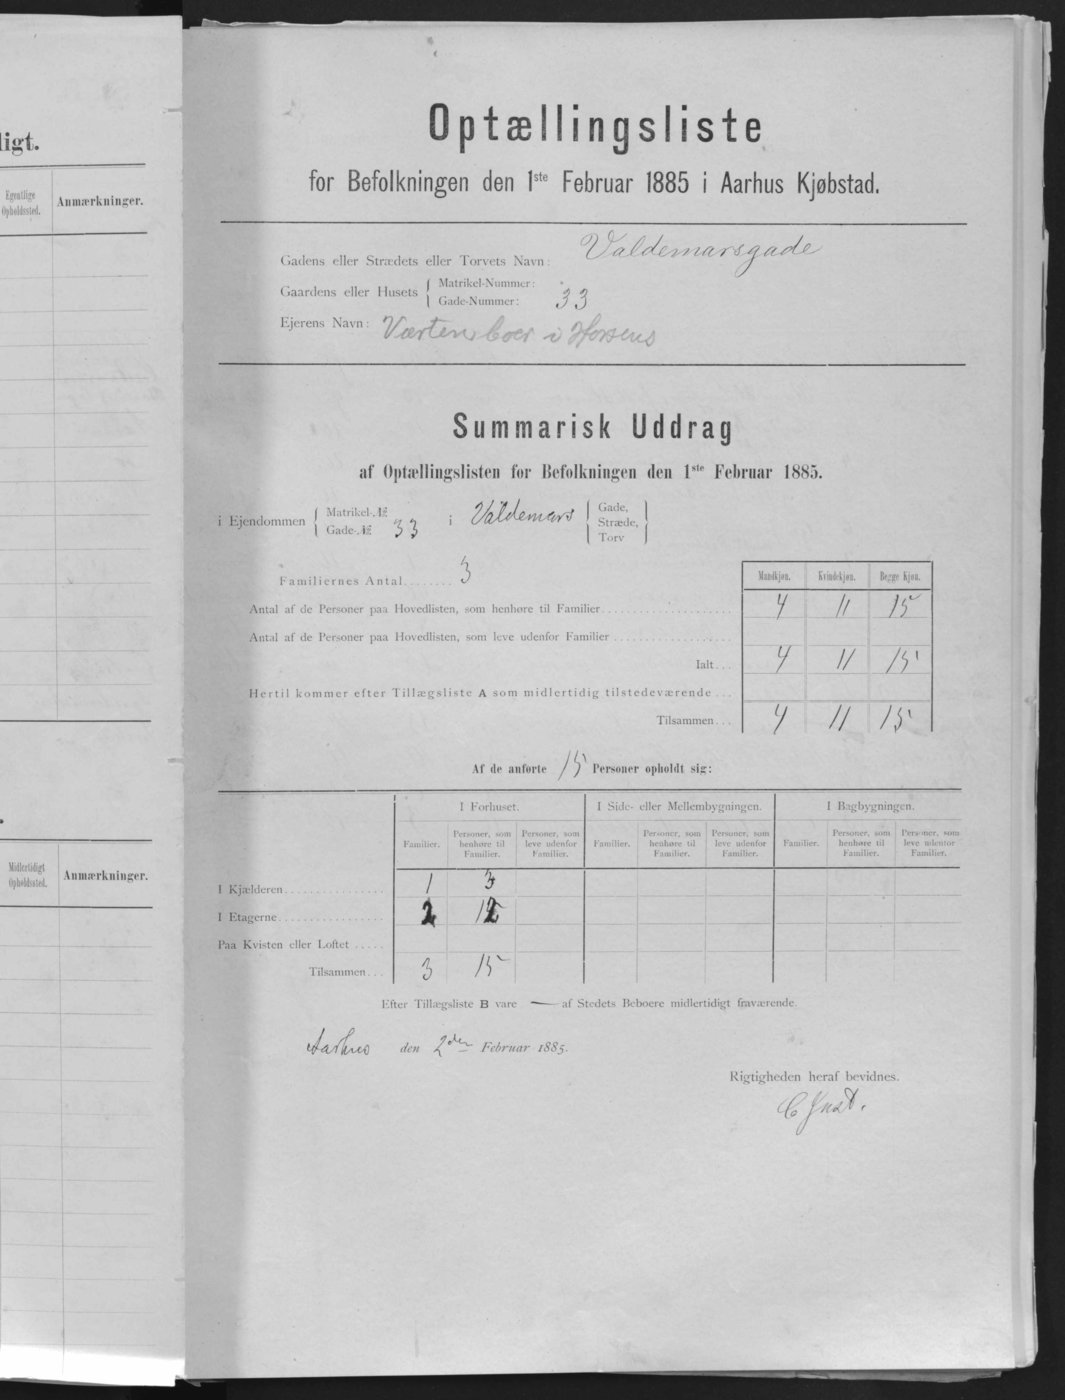 ligt.
Egentlige Opholdssted.
Anmærkninger.
Midlertidigt Opholdssted.
Anmærkninger.
Optællingsliste
for Befolkningen den 1ste Februar 1885 i Aarhus Kjøbstad.
Gadens eller Strædets eller Torvets Navn: Valdemarsgade
Gaardens eller Husets { Matrikel-Nummer:
Gade-Nummer: 33
Ejerens Navn: Værten boer i Horsens
Summarisk Uddrag
af Optællingslisten for Befolkningen den 1ste Februar 1885.
i Ejendommen { Matrikel-№
Gade-№ 33 i Valdemars { Gade, Stræde, Torv }
Familiernes Antal........ 3
Mandkjøn. Kvindekjøn. Begge Kjøn.
Antal af de Personer paa Hovedlisten, som henhøre til Familier 4 11 15
Antal af de Personer paa Hovedlisten, som leve udenfor Familier
Ialt... 4 11 15
Hertil kommer efter Tillægsliste A som midlertidig tilstedeværende...
Tilsammen... 4 11 15
Af de anførte 15 Personer opholdt sig:
I Forhuset. I Side- eller Mellembygningen. I Bagbygningen.
Familier. Personer, som henhøre til Familier. Personer, som leve udenfor Familier. Familier. Personer, som henhøre til Familier. Personer, som leve udenfor Familier. Familier. Personer, som henhøre til Familier. Personer, som leve udenfor Familier.
I Kjælderen 1 3
I Etagerne 2 12
Paa Kvisten eller Loftet
Tilsammen... 3 15
Efter Tillægsliste B vare — af Stedets Beboere midlertidigt fraværende.
Aarhus den 2den Februar 1885.
Rigtigheden heraf bevidnes.